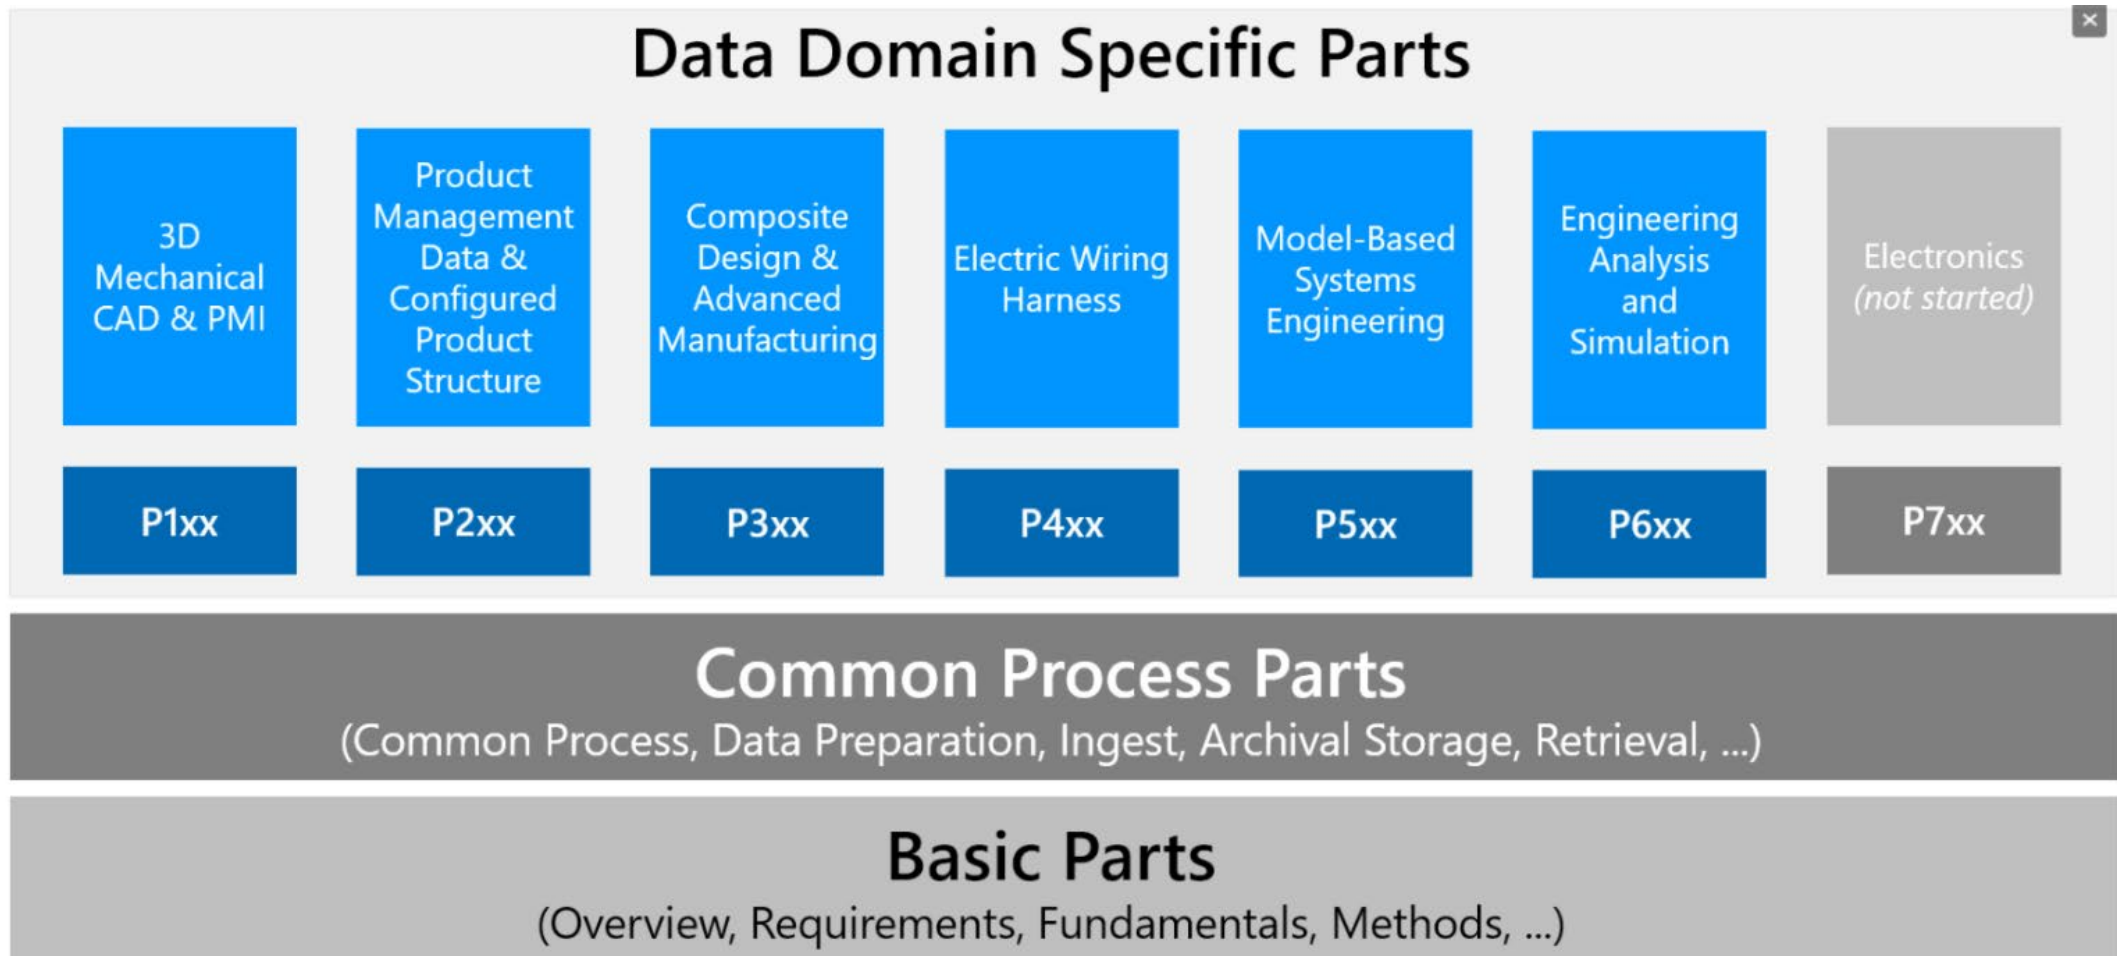 Data Domain Specific Parts
×
3D
Mechanical
CAD & PMI
Product
Management
Data &
Configured
Product
Structure
Composite
Design &
Advanced
Manufacturing
Electric Wiring
Harness
Model-Based
Systems
Engineering
Engineering
Analysis
and
Simulation
Electronics
(not started)
P1xx
P2xx
P3xx
P4xx
P5xx
P6xx
P7xx
Common Process Parts
(Common Process, Data Preparation, Ingest, Archival Storage, Retrieval, ...)
Basic Parts
(Overview, Requirements, Fundamentals, Methods, ...)